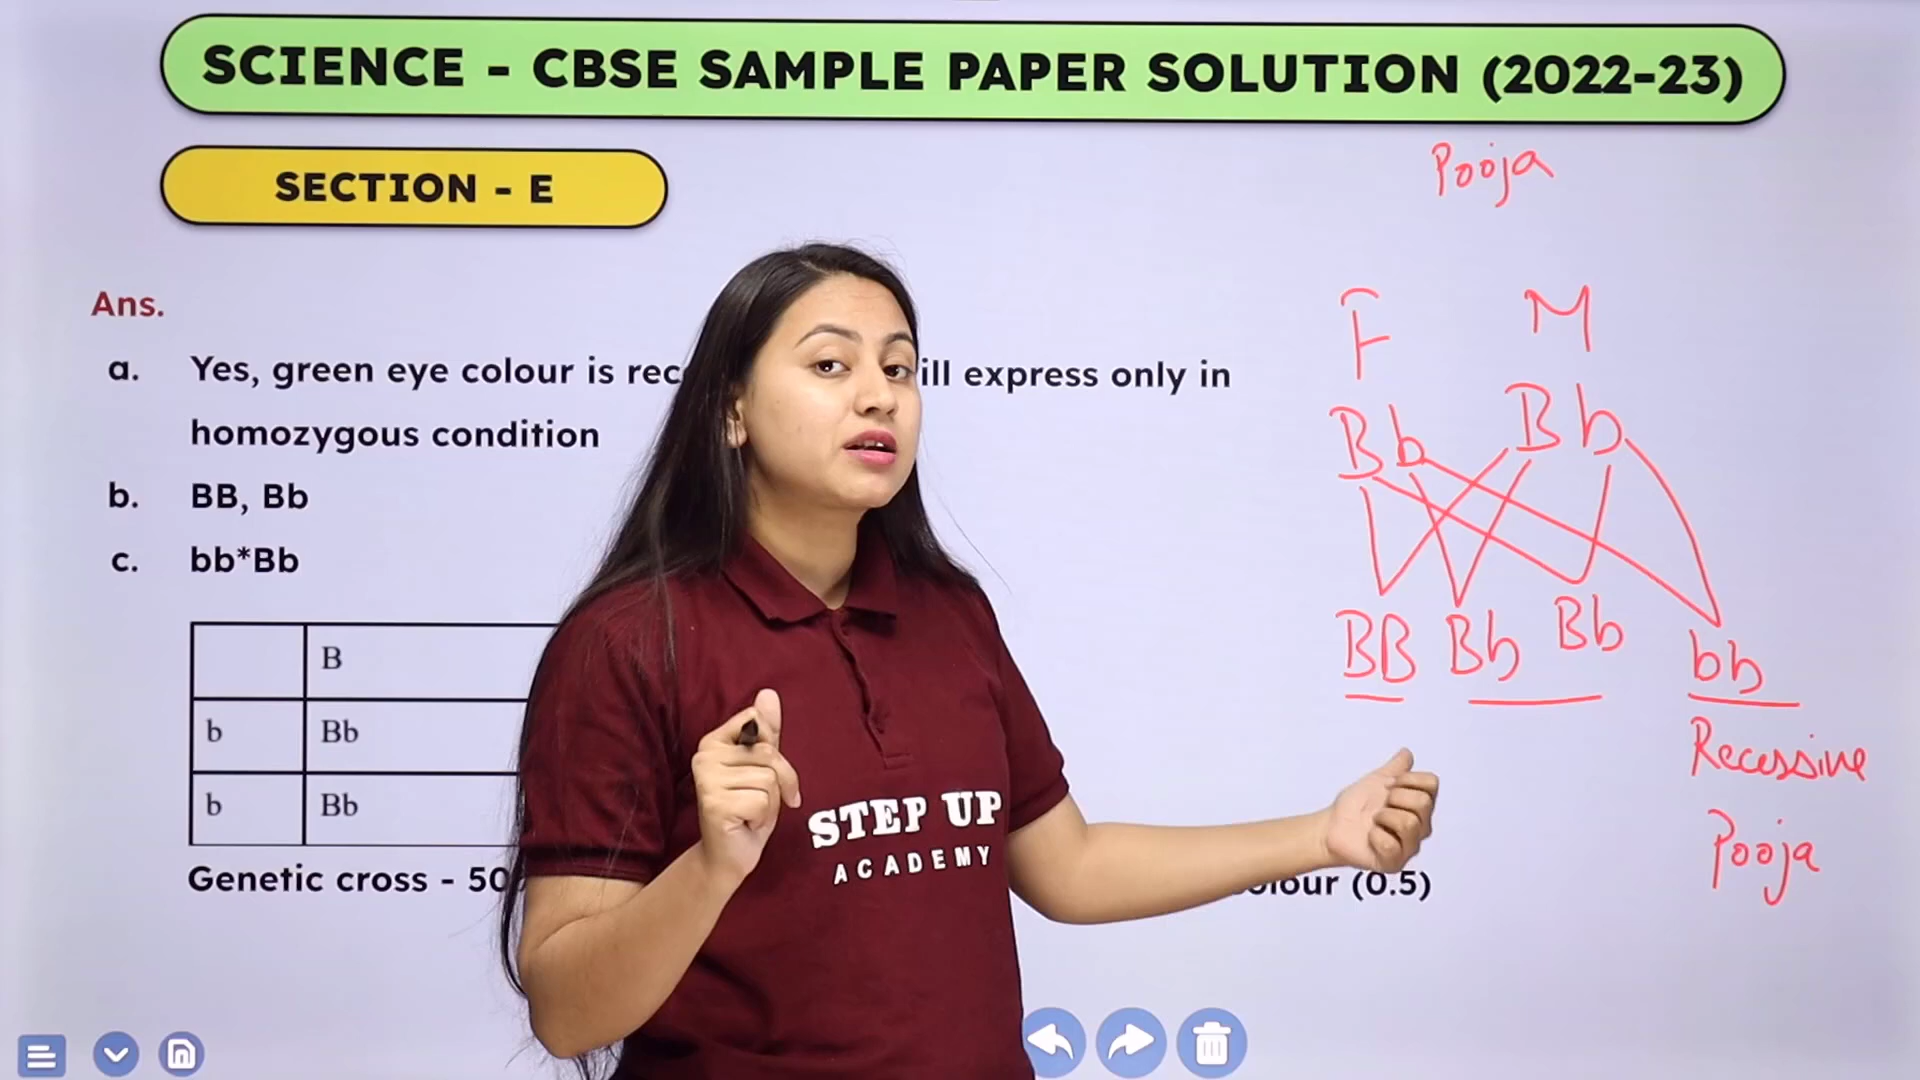 SCIENCE - CBSE SAMPLE PAPER SOLUTION (2022-23)
SECTION - E
Pooja
F M
Ans.
a. Yes, green eye colour is rec ill express only in
homozygous condition
Bb Bb
b. BB, Bb
c. bb*Bb
BB Bb Bb bb
B
b Bb
b Bb
Recessive
Pooja
STEP UP
ACADEMY
Genetic cross - 50 colour (0.5)